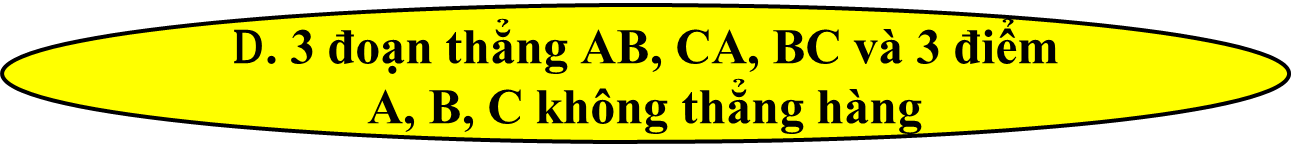 D. 3 đoạn thẳng AB, CA, BC và 3 điểm
A, B, C không thẳng hàng